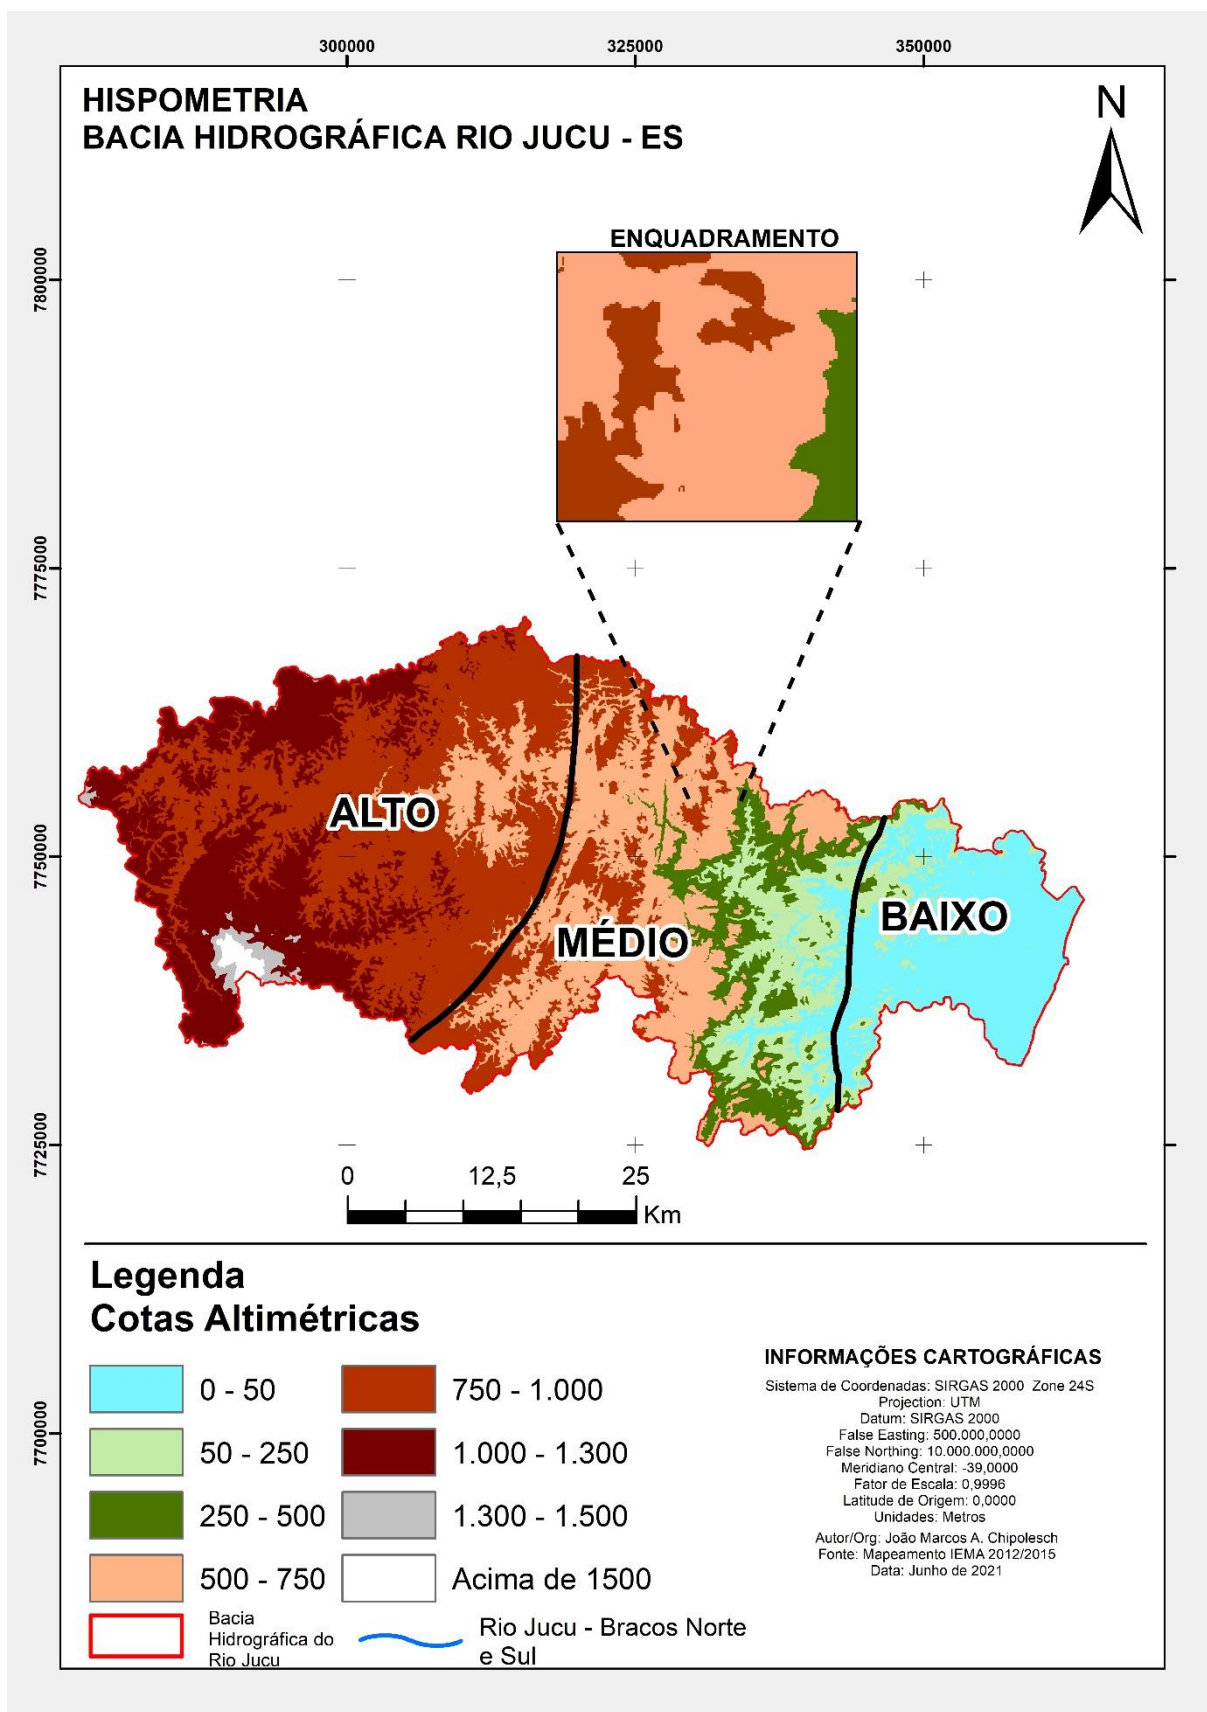 300000
325000
350000
HISPOMETRIA
BACIA HIDROGRÁFICA RIO JUCU - ES
N
ENQUADRAMENTO
7800000
7775000
7750000
7725000
7700000
ALTO
MÉDIO
BAIXO
0
12,5
25
Km
Legenda
Cotas Altimétricas
0 - 50
50 - 250
250 - 500
500 - 750
Bacia
Hidrográfica do
Rio Jucu
750 - 1.000
1.000 - 1.300
1.300 - 1.500
Acima de 1500
Rio Jucu - Bracos Norte
e Sul
INFORMAÇÕES CARTOGRÁFICAS
Sistema de Coordenadas: SIRGAS 2000 Zone 24S
Projection: UTM
Datum: SIRGAS 2000
False Easting: 500.000,0000
False Northing: 10.000.000,0000
Meridiano Central: -39,0000
Fator de Escala: 0,9996
Latitude de Origem: 0,0000
Unidades: Metros
Autor/Org: João Marcos A. Chipolesch
Fonte: Mapeamento IEMA 2012/2015
Data: Junho de 2021